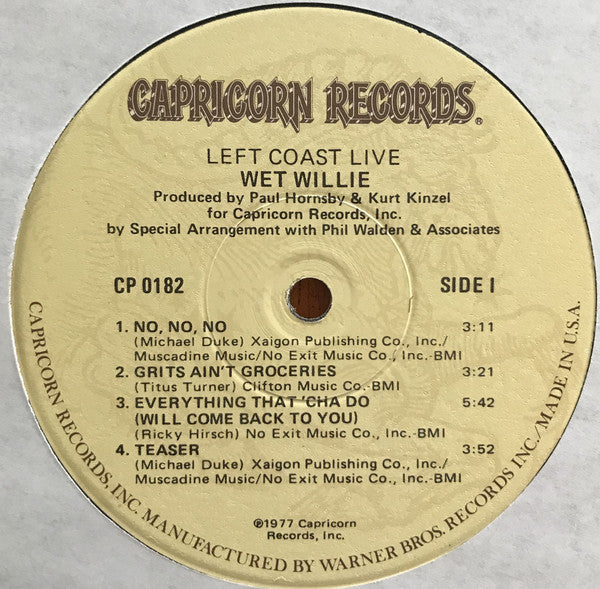 CAPRICORN RECORDS®
LEFT COAST LIVE
WET WILLIE
Produced by Paul Hornsby & Kurt Kinzel
for Capricorn Records, Inc.
by Special Arrangement with Phil Walden & Associates
CP 0182 SIDE I
1. NO, NO, NO 3:11
(Michael Duke) Xaigon Publishing Co., Inc./
Muscadine Music/No Exit Music Co., Inc.-BMI
2. GRITS AIN'T GROCERIES 3:21
(Titus Turner) Clifton Music Co.-BMI
3. EVERYTHING THAT 'CHA DO 5:42
(WILL COME BACK TO YOU)
(Ricky Hirsch) No Exit Music Co., Inc.-BMI
4. TEASER 3:52
(Michael Duke) Xaigon Publishing Co., Inc./
Muscadine Music/No Exit Music Co., Inc.-BMI
℗1977 Capricorn
Records, Inc.
CAPRICORN RECORDS, INC. MANUFACTURED BY WARNER BROS. RECORDS INC./MADE IN U.S.A.